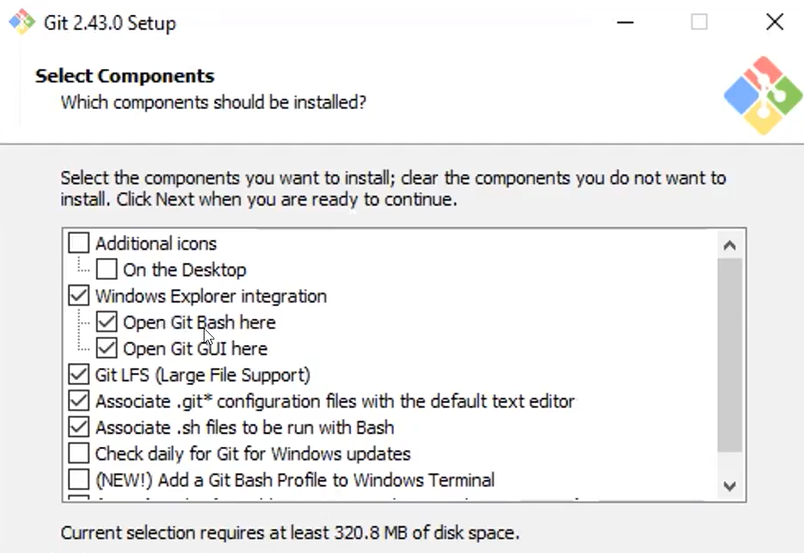 Git 2.43.0 Setup
Select Components
Which components should be installed?
Select the components you want to install; clear the components you do not want to
install. Click Next when you are ready to continue.
Additional icons
On the Desktop
Windows Explorer integration
Open Git Bash here
Open Git GUI here
Git LFS (Large File Support)
Associate .git* configuration files with the default text editor
Associate .sh files to be run with Bash
Check daily for Git for Windows updates
(NEW!) Add a Git Bash Profile to Windows Terminal
Current selection requires at least 320.8 MB of disk space.